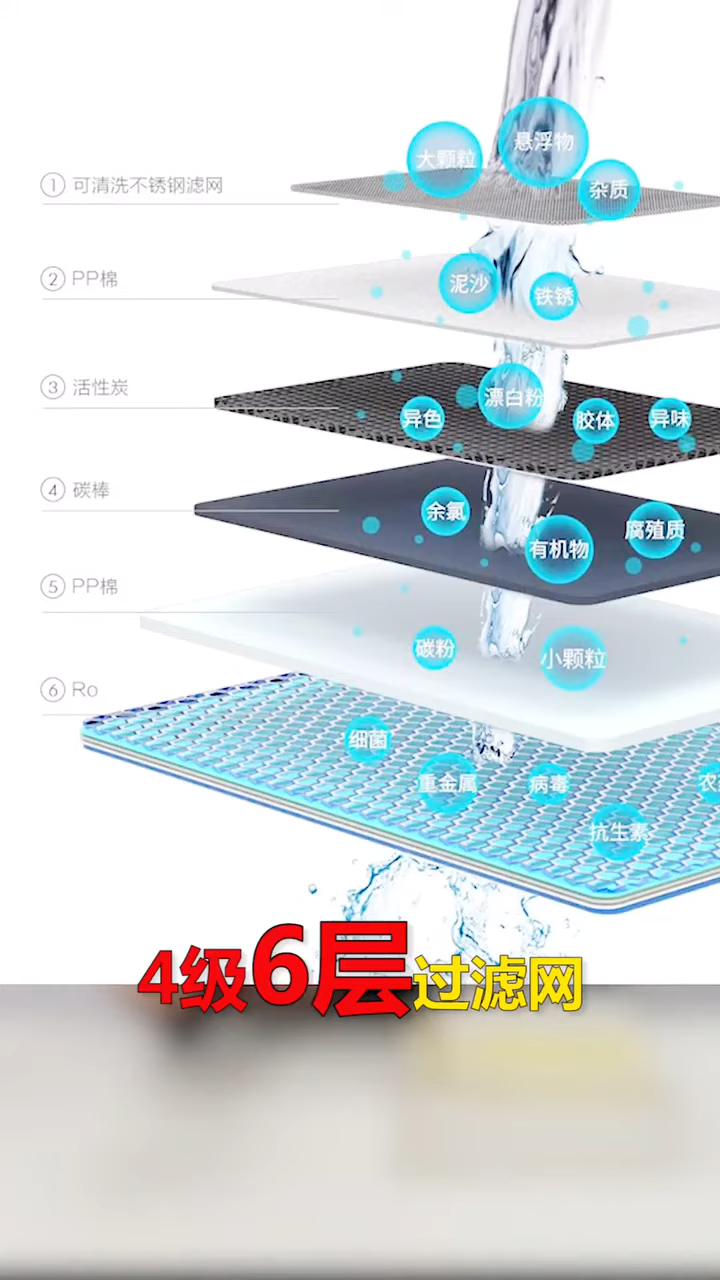 大颗粒
悬浮物
杂质
① 可清洗不锈钢滤网
② PP棉
泥沙
铁锈
③ 活性炭
漂白粉
异色
胶体
异味
④ 碳棒
余氯
有机物
腐殖质
⑤ PP棉
碳粉
小颗粒
⑥ Ro
细菌
重金属
病毒
抗生素
4级6层过滤网